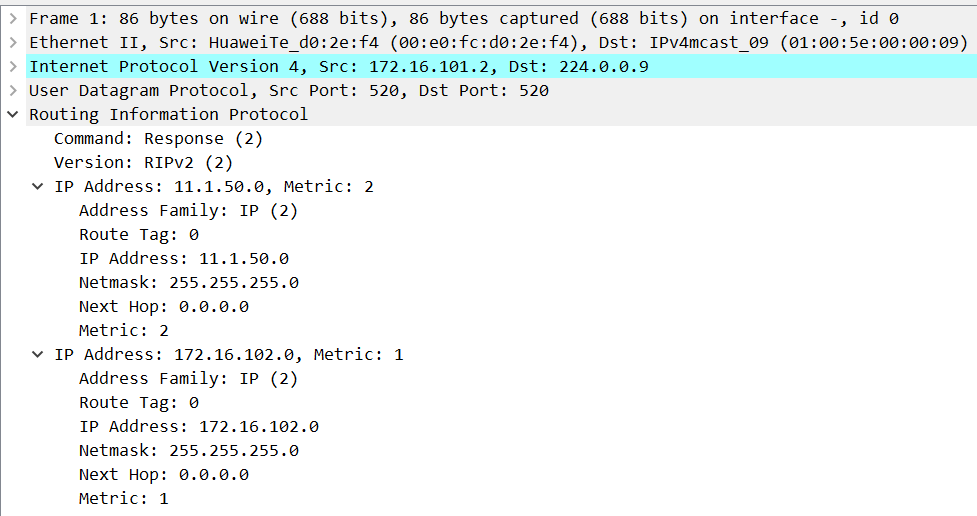 Frame 1: 86 bytes on wire (688 bits), 86 bytes captured (688 bits) on interface -, id 0
Ethernet II, Src: HuaweiTe_d0:2e:f4 (00:e0:fc:d0:2e:f4), Dst: IPv4mcast_09 (01:00:5e:00:00:09)
Internet Protocol Version 4, Src: 172.16.101.2, Dst: 224.0.0.9
User Datagram Protocol, Src Port: 520, Dst Port: 520
Routing Information Protocol
Command: Response (2)
Version: RIPv2 (2)
IP Address: 11.1.50.0, Metric: 2
Address Family: IP (2)
Route Tag: 0
IP Address: 11.1.50.0
Netmask: 255.255.255.0
Next Hop: 0.0.0.0
Metric: 2
IP Address: 172.16.102.0, Metric: 1
Address Family: IP (2)
Route Tag: 0
IP Address: 172.16.102.0
Netmask: 255.255.255.0
Next Hop: 0.0.0.0
Metric: 1